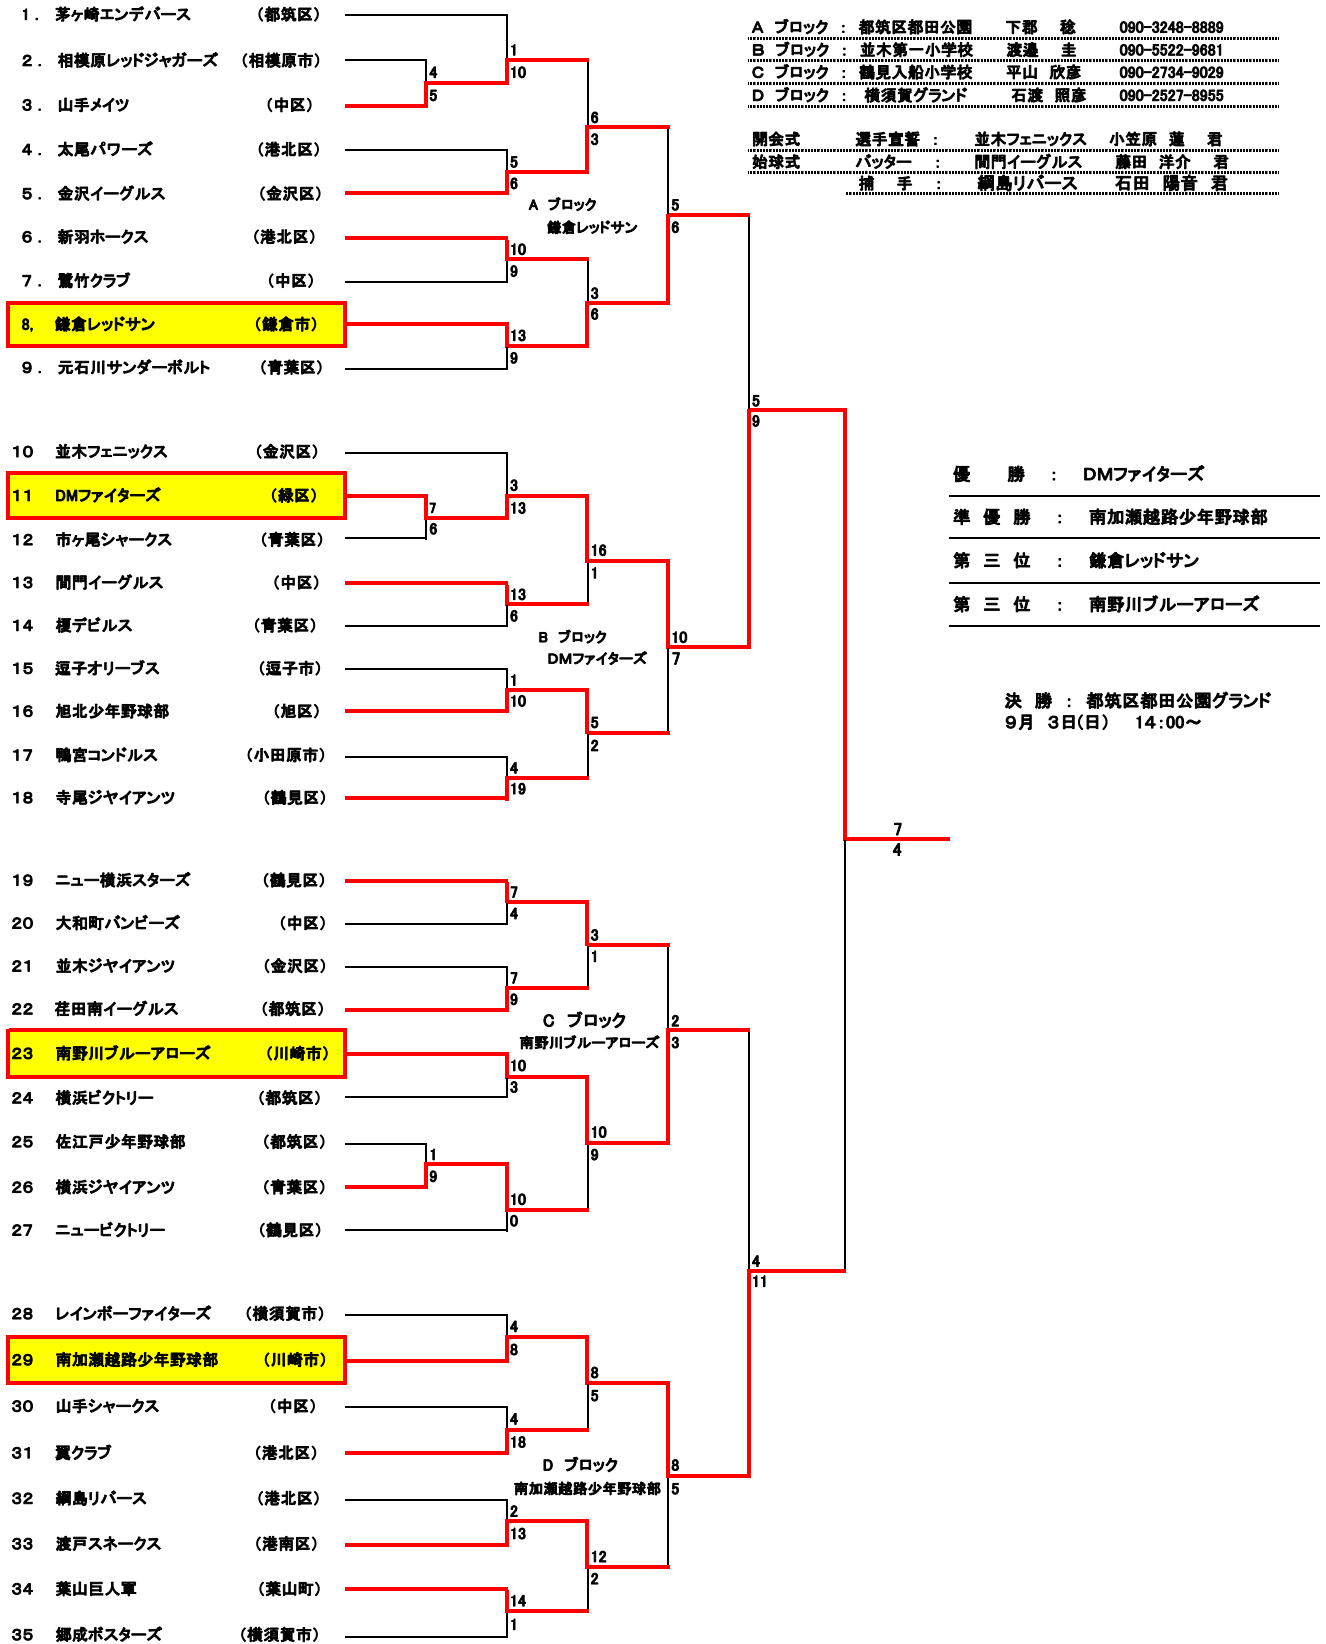 1． 茅ヶ崎エンデバース （都筑区）
1
2． 相模原レッドジャガーズ （相模原市）
4
10
3． 山手メイツ （中区）
5
6
3
4． 太尾パワーズ （港北区）
5
5． 金沢イーグルス （金沢区）
6
A ブロック
鎌倉レッドサン
5
6
6． 新羽ホークス （港北区）
10
7． 鷺竹クラブ （中区）
9
3
6
8, 鎌倉レッドサン （鎌倉市）
13
9． 元石川サンダーボルト （青葉区）
9
5
9
10 並木フェニックス （金沢区）
3
11 DMファイターズ （緑区）
7
13
12 市ヶ尾シャークス （青葉区）
6
16
1
13 間門イーグルス （中区）
13
14 榎デビルス （青葉区）
6
B ブロック
DMファイターズ
10
7
15 逗子オリーブス （逗子市）
1
16 旭北少年野球部 （旭区）
10
5
2
17 鴨宮コンドルス （小田原市）
4
18 寺尾ジヤイアンツ （鶴見区）
19
7
4
19 ニュー横浜スターズ （鶴見区）
7
20 大和町バンビーズ （中区）
4
3
1
21 並木ジヤイアンツ （金沢区）
7
22 荏田南イーグルス （都筑区）
9
C ブロック
南野川ブルーアローズ
2
3
23 南野川ブルーアローズ （川崎市）
10
24 横浜ビクトリー （都筑区）
3
10
9
25 佐江戸少年野球部 （都筑区）
1
26 横浜ジヤイアンツ （青葉区）
9
10
27 ニュービクトリー （鶴見区）
0
4
11
28 レインボーファイターズ （横須賀市）
4
29 南加瀬越路少年野球部 （川崎市）
8
8
5
30 山手シャークス （中区）
4
31 翼クラブ （港北区）
18
D ブロック
南加瀬越路少年野球部
8
5
32 綱島リバース （港北区）
2
33 渡戸スネークス （港南区）
13
12
2
34 葉山巨人軍 （葉山町）
14
35 郷成ポスターズ （横須賀市）
1
A ブロック ： 都筑区都田公園 下郡 稔 090-3248-8889
B ブロック ： 並木第一小学校 渡邉 圭 090-5522-9681
C ブロック ： 鶴見入船小学校 平山 欣彦 090-2734-9029
D ブロック ： 横須賀グランド 石渡 照彦 090-2527-8955
開会式 選手宣誓 ： 並木フェニックス 小笠原 蓮 君
始球式 バッター ： 間門イーグルス 藤田 洋介 君
捕 手 ： 綱島リバース 石田 陽音 君
優 勝 ： DMファイターズ
準 優 勝 ： 南加瀬越路少年野球部
第 三 位 ： 鎌倉レッドサン
第 三 位 ： 南野川ブルーアローズ
決 勝 ： 都筑区都田公園グランド
9月 3日(日) 14：00～